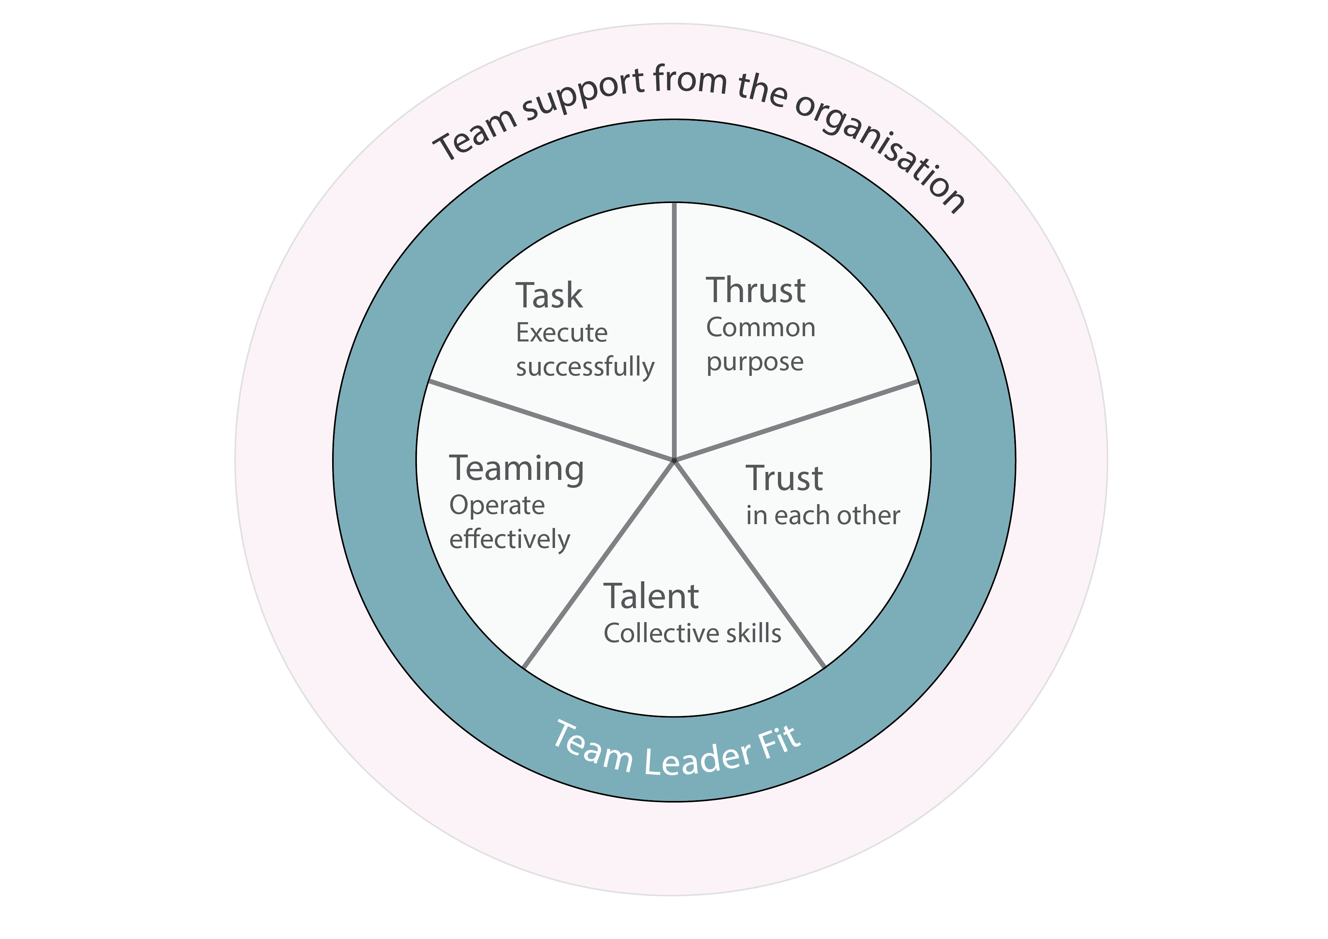 Team support from the organisation
Task
Execute
successfully
Thrust
Common
purpose
Teaming
Operate
effectively
Trust
in each other
Talent
Collective skills
Team Leader Fit